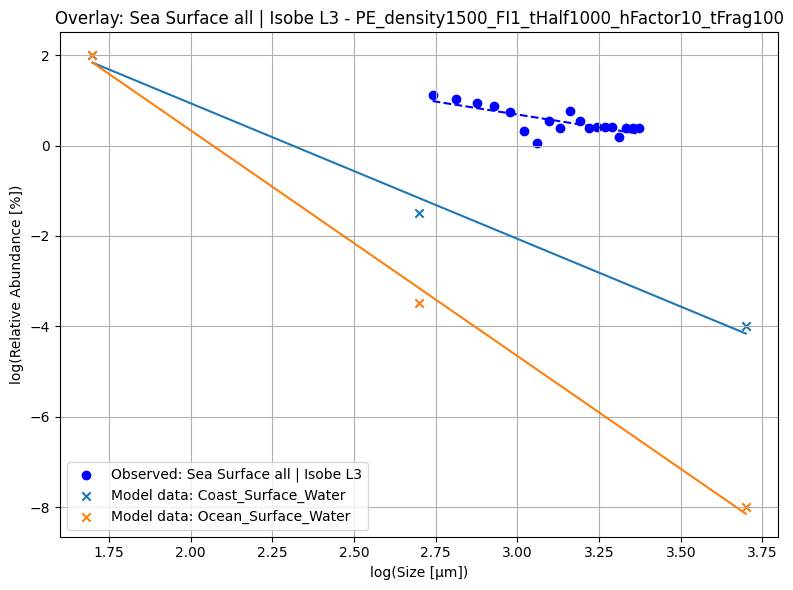 Overlay: Sea Surface all | Isobe L3 - PE_density1500_FI1_tHalf1000_hFactor10_tFrag100
log(Relative Abundance [%])
2
0
−2
−4
−6
−8
Observed: Sea Surface all | Isobe L3
Model data: Coast_Surface_Water
Model data: Ocean_Surface_Water
1.75 2.00 2.25 2.50 2.75 3.00 3.25 3.50 3.75
log(Size [μm])